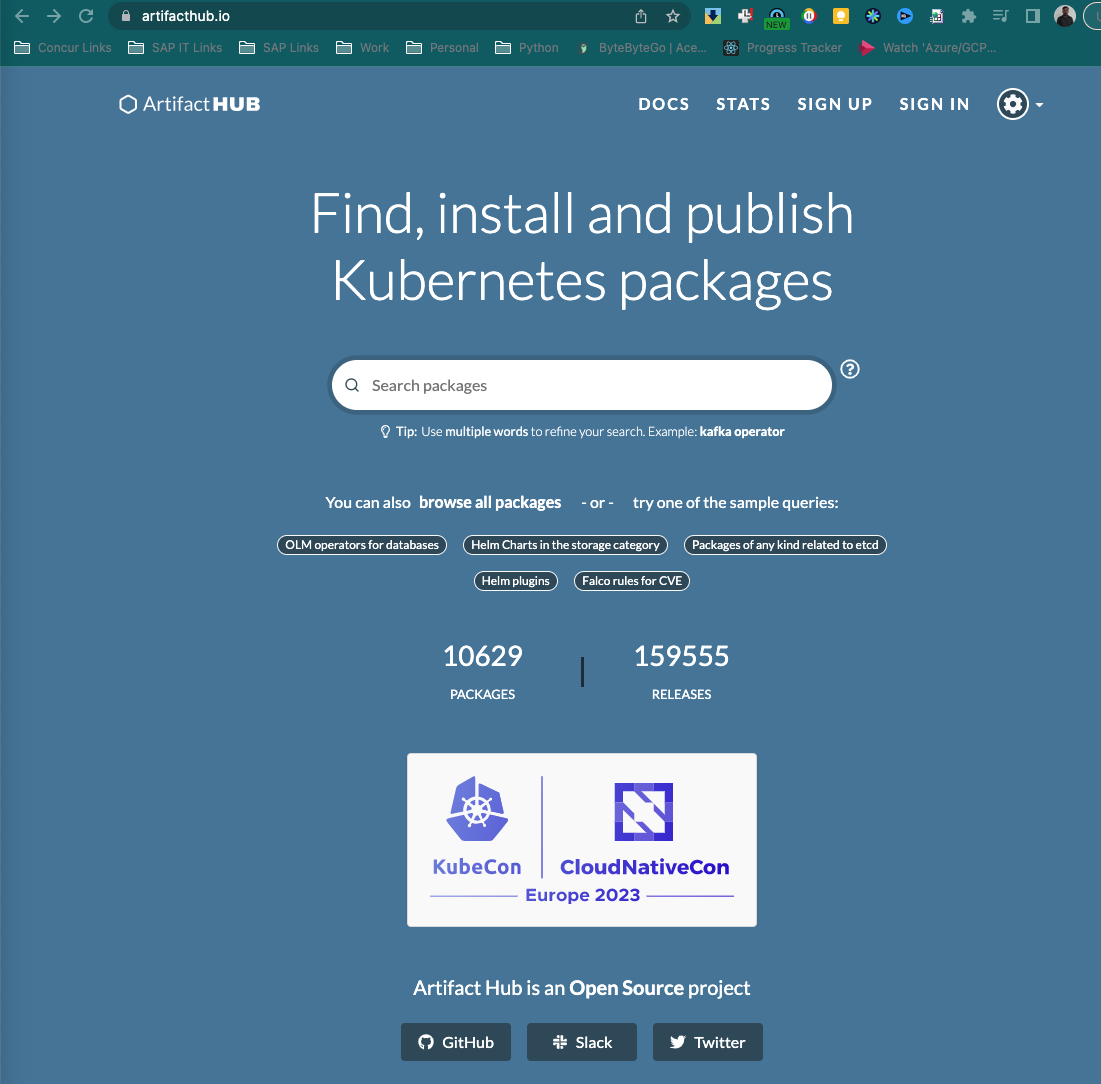 artifacthub.io
NEW
Concur Links SAP IT Links SAP Links Work Personal Python ByteByteGo | Ace... Progress Tracker Watch 'Azure/GCP...
Artifact HUB DOCS STATS SIGN UP SIGN IN
Find, install and publish
Kubernetes packages
Search packages
Tip: Use multiple words to refine your search. Example: kafka operator
You can also browse all packages - or - try one of the sample queries:
OLM operators for databases Helm Charts in the storage category Packages of any kind related to etcd
Helm plugins Falco rules for CVE
10629 159555
PACKAGES RELEASES
KubeCon CloudNativeCon
Europe 2023
Artifact Hub is an Open Source project
GitHub Slack Twitter